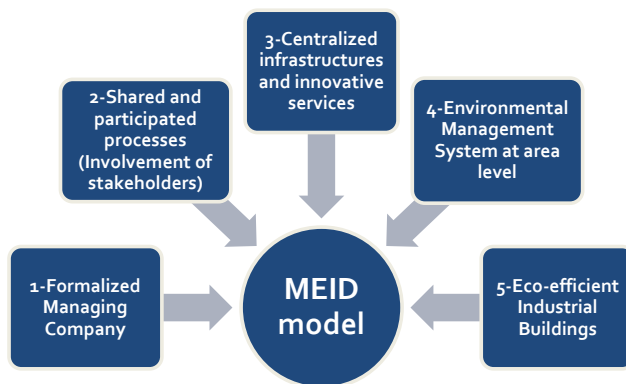 3-Centralized
infrastructures
and innovative
services
2-Shared and
participated
processes
(Involvement of
stakeholders)
4-Environmental
Management
System at area
level
1-Formalized
Managing
Company
MEID
model
5-Eco-efficient
Industrial
Buildings